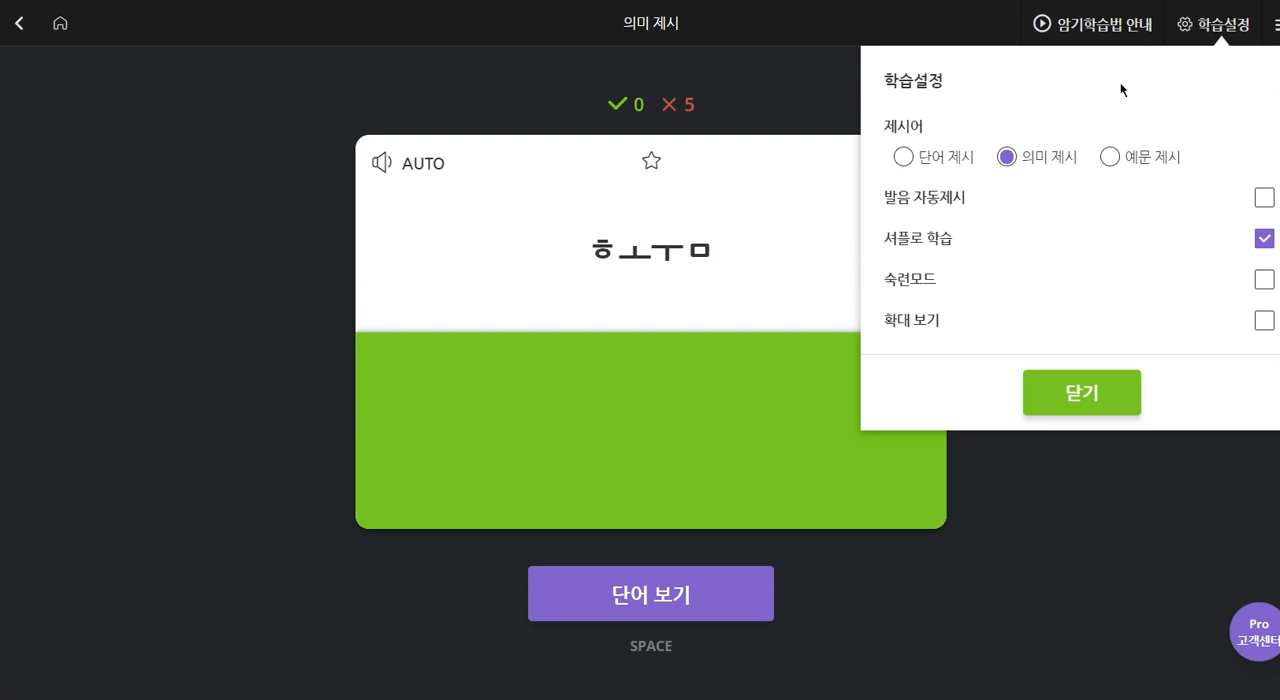 의미 제시
암기학습법 안내
학습설정
0
5
AUTO
ㅎㅗㅜㅁ
단어 보기
SPACE
학습설정
제시어
단어 제시
의미 제시
예문 제시
발음 자동제시
셔플로 학습
숙련모드
확대 보기
닫기
Pro
고객센터